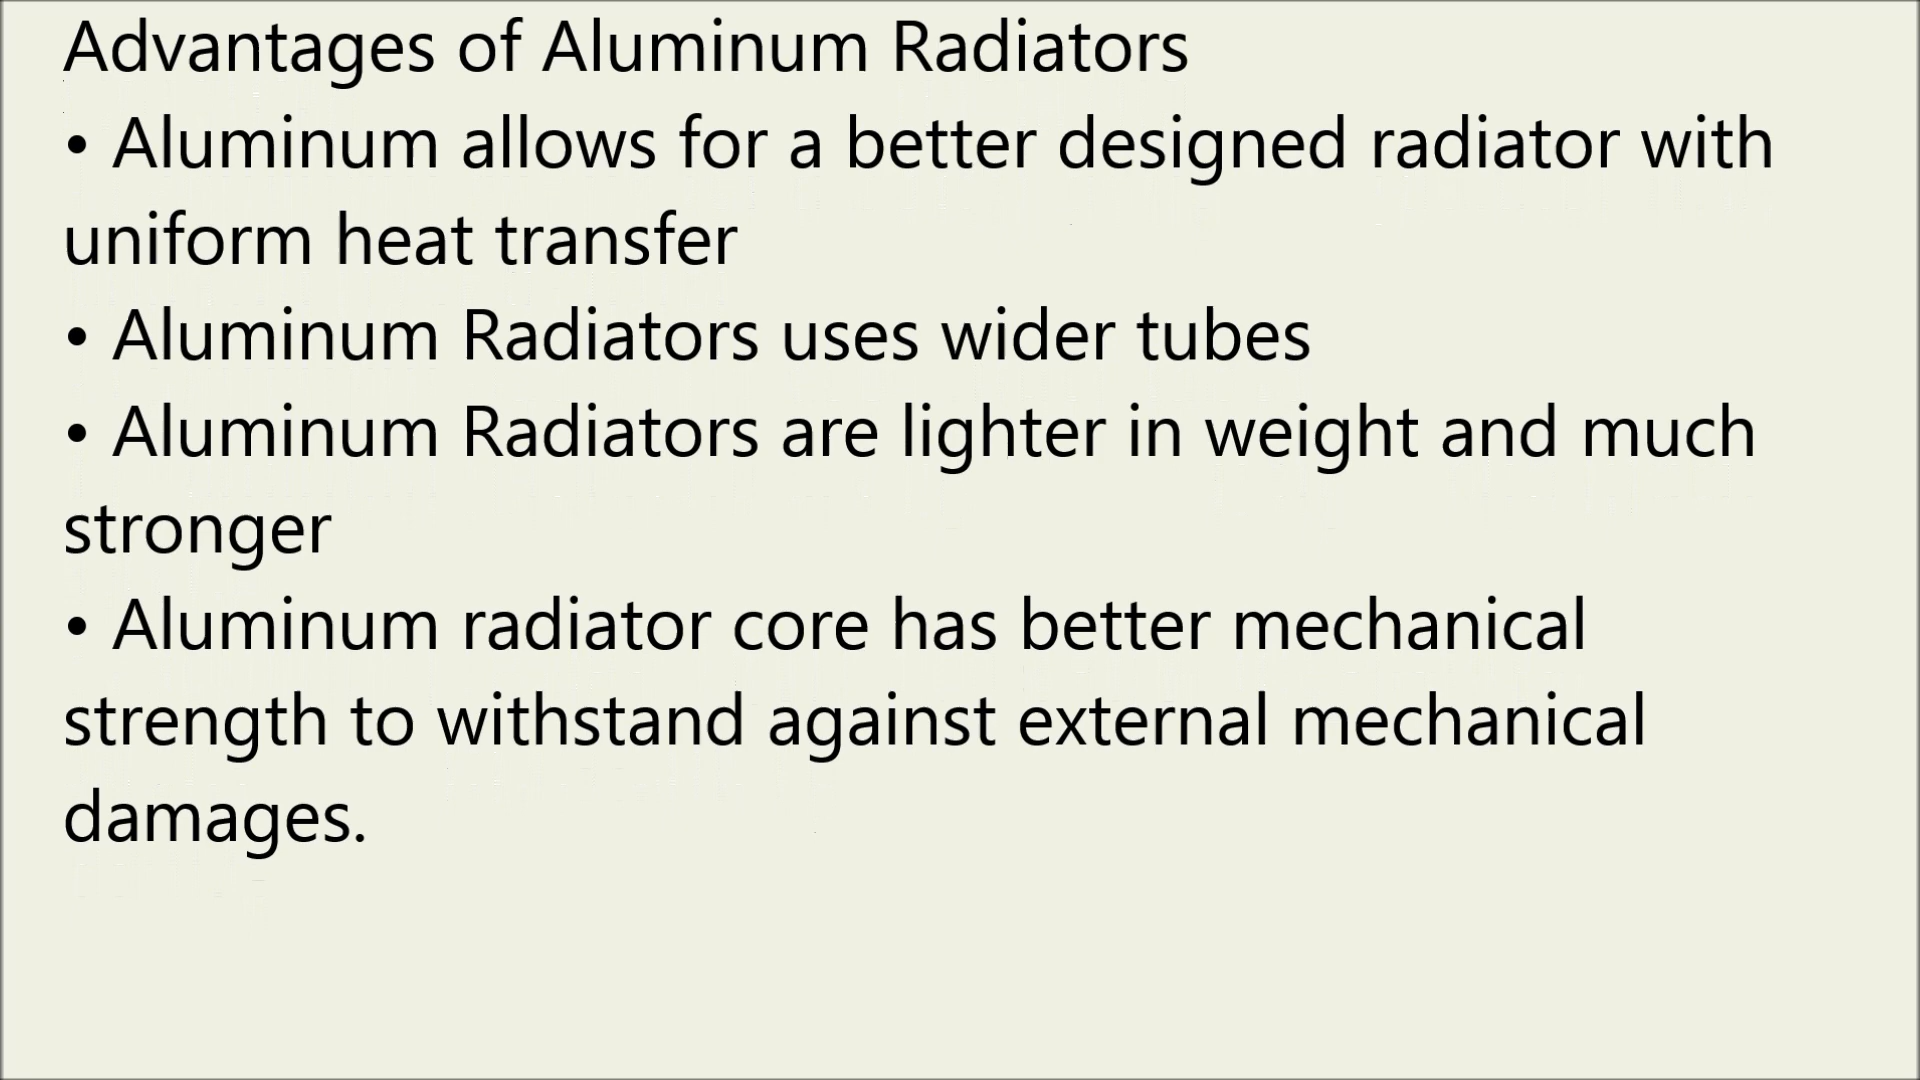 Advantages of Aluminum Radiators
• Aluminum allows for a better designed radiator with
uniform heat transfer
• Aluminum Radiators uses wider tubes
• Aluminum Radiators are lighter in weight and much
stronger
• Aluminum radiator core has better mechanical
strength to withstand against external mechanical
damages.